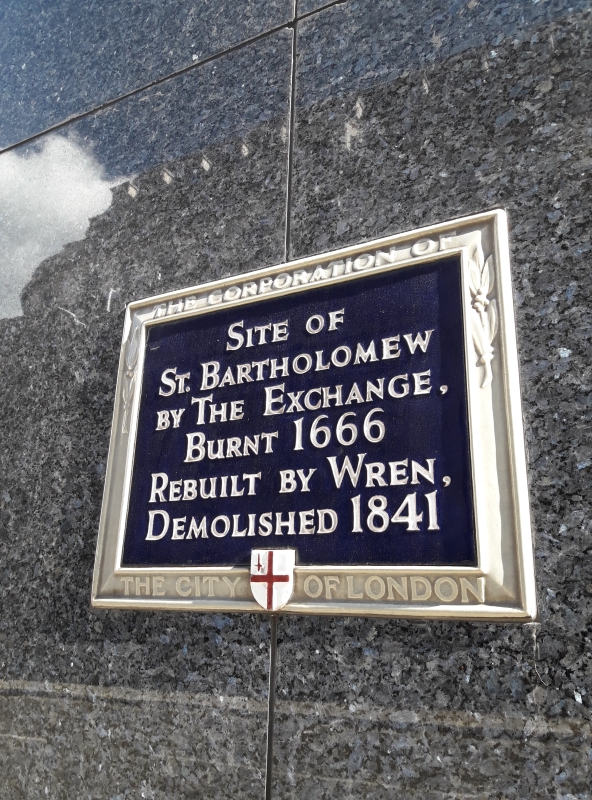 THE CORPORATION OF
SITE OF
ST. BARTHOLOMEW
BY THE EXCHANGE,
BURNT 1666
REBUILT BY WREN,
DEMOLISHED 1841
THE CITY OF LONDON